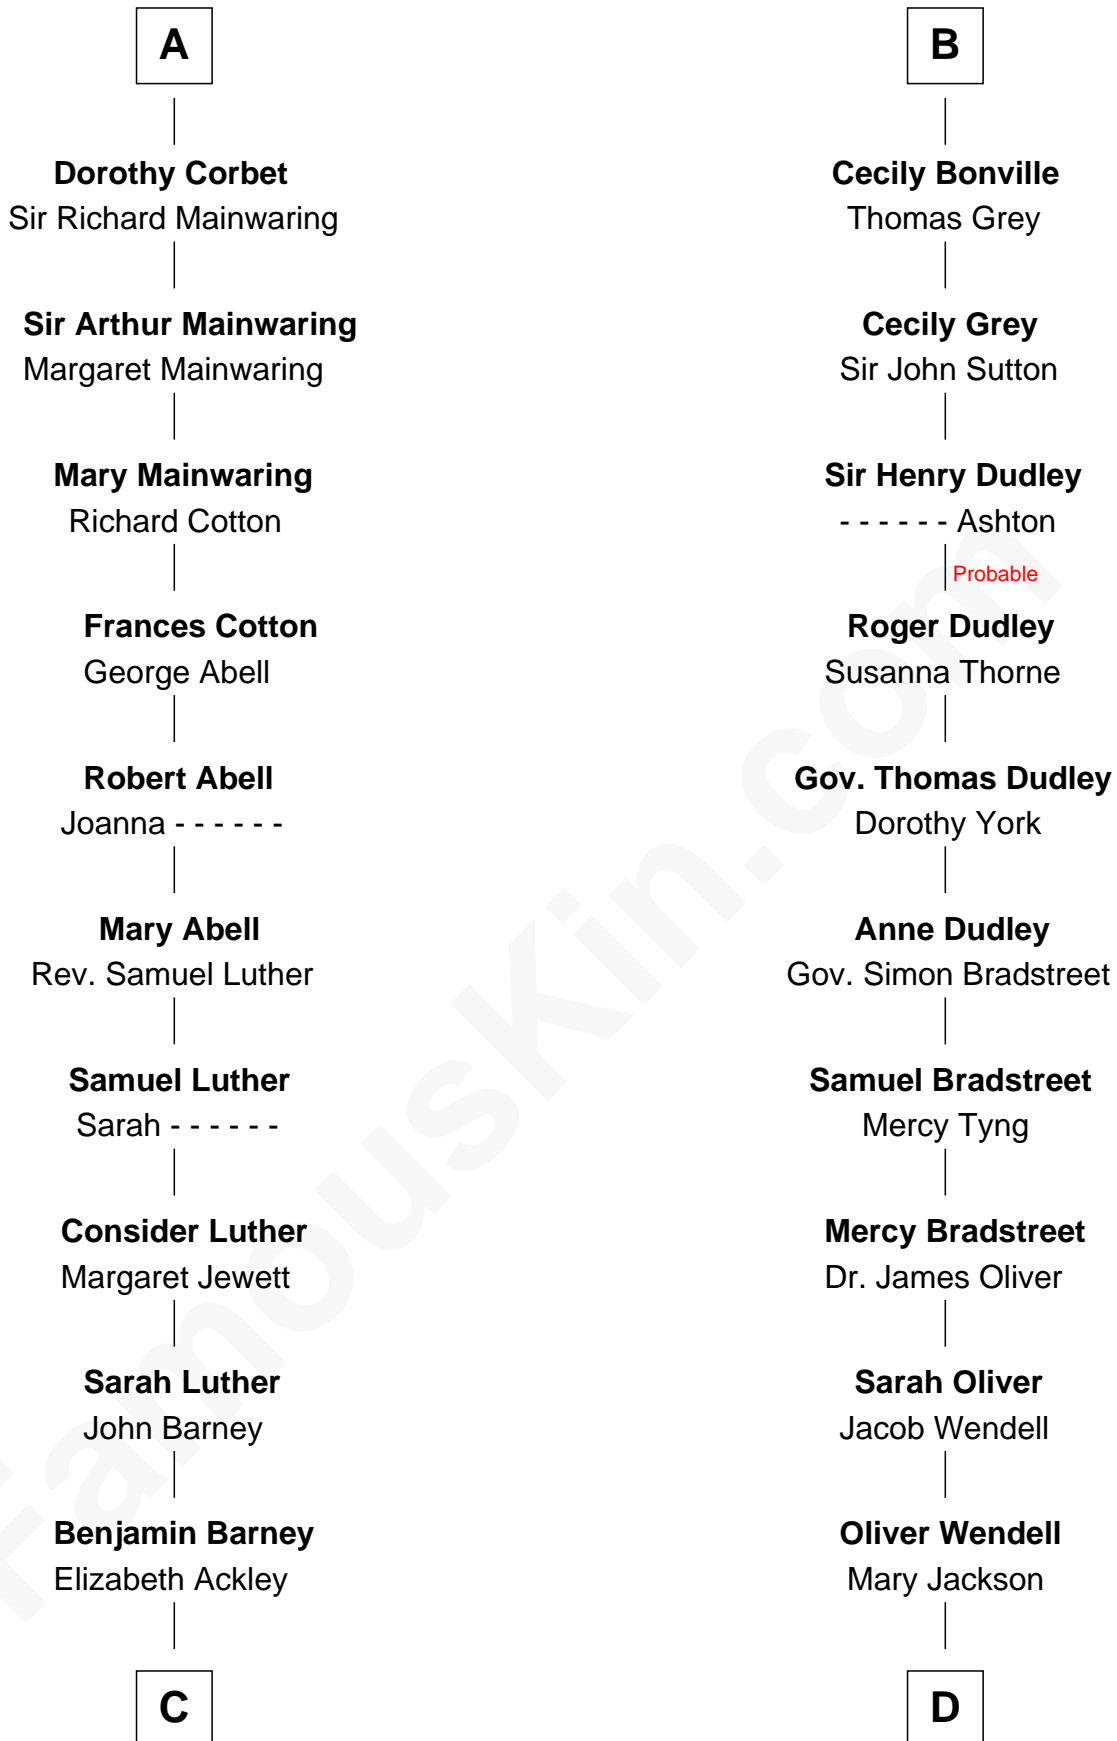 A
Dorothy Corbet
Sir Richard Mainwaring
Sir Arthur Mainwaring
Margaret Mainwaring
Mary Mainwaring
Richard Cotton
Frances Cotton
George Abell
Robert Abell
Joanna - - - - - -
Mary Abell
Rev. Samuel Luther
Samuel Luther
Sarah - - - - - -
Consider Luther
Margaret Jewett
Sarah Luther
John Barney
Benjamin Barney
Elizabeth Ackley
C
B
Cecily Bonville
Thomas Grey
Cecily Grey
Sir John Sutton
Sir Henry Dudley
- - - - - - Ashton
Probable
Roger Dudley
Susanna Thorne
Gov. Thomas Dudley
Dorothy York
Anne Dudley
Gov. Simon Bradstreet
Samuel Bradstreet
Mercy Tyng
Mercy Bradstreet
Dr. James Oliver
Sarah Oliver
Jacob Wendell
Oliver Wendell
Mary Jackson
D
FamousKin.com